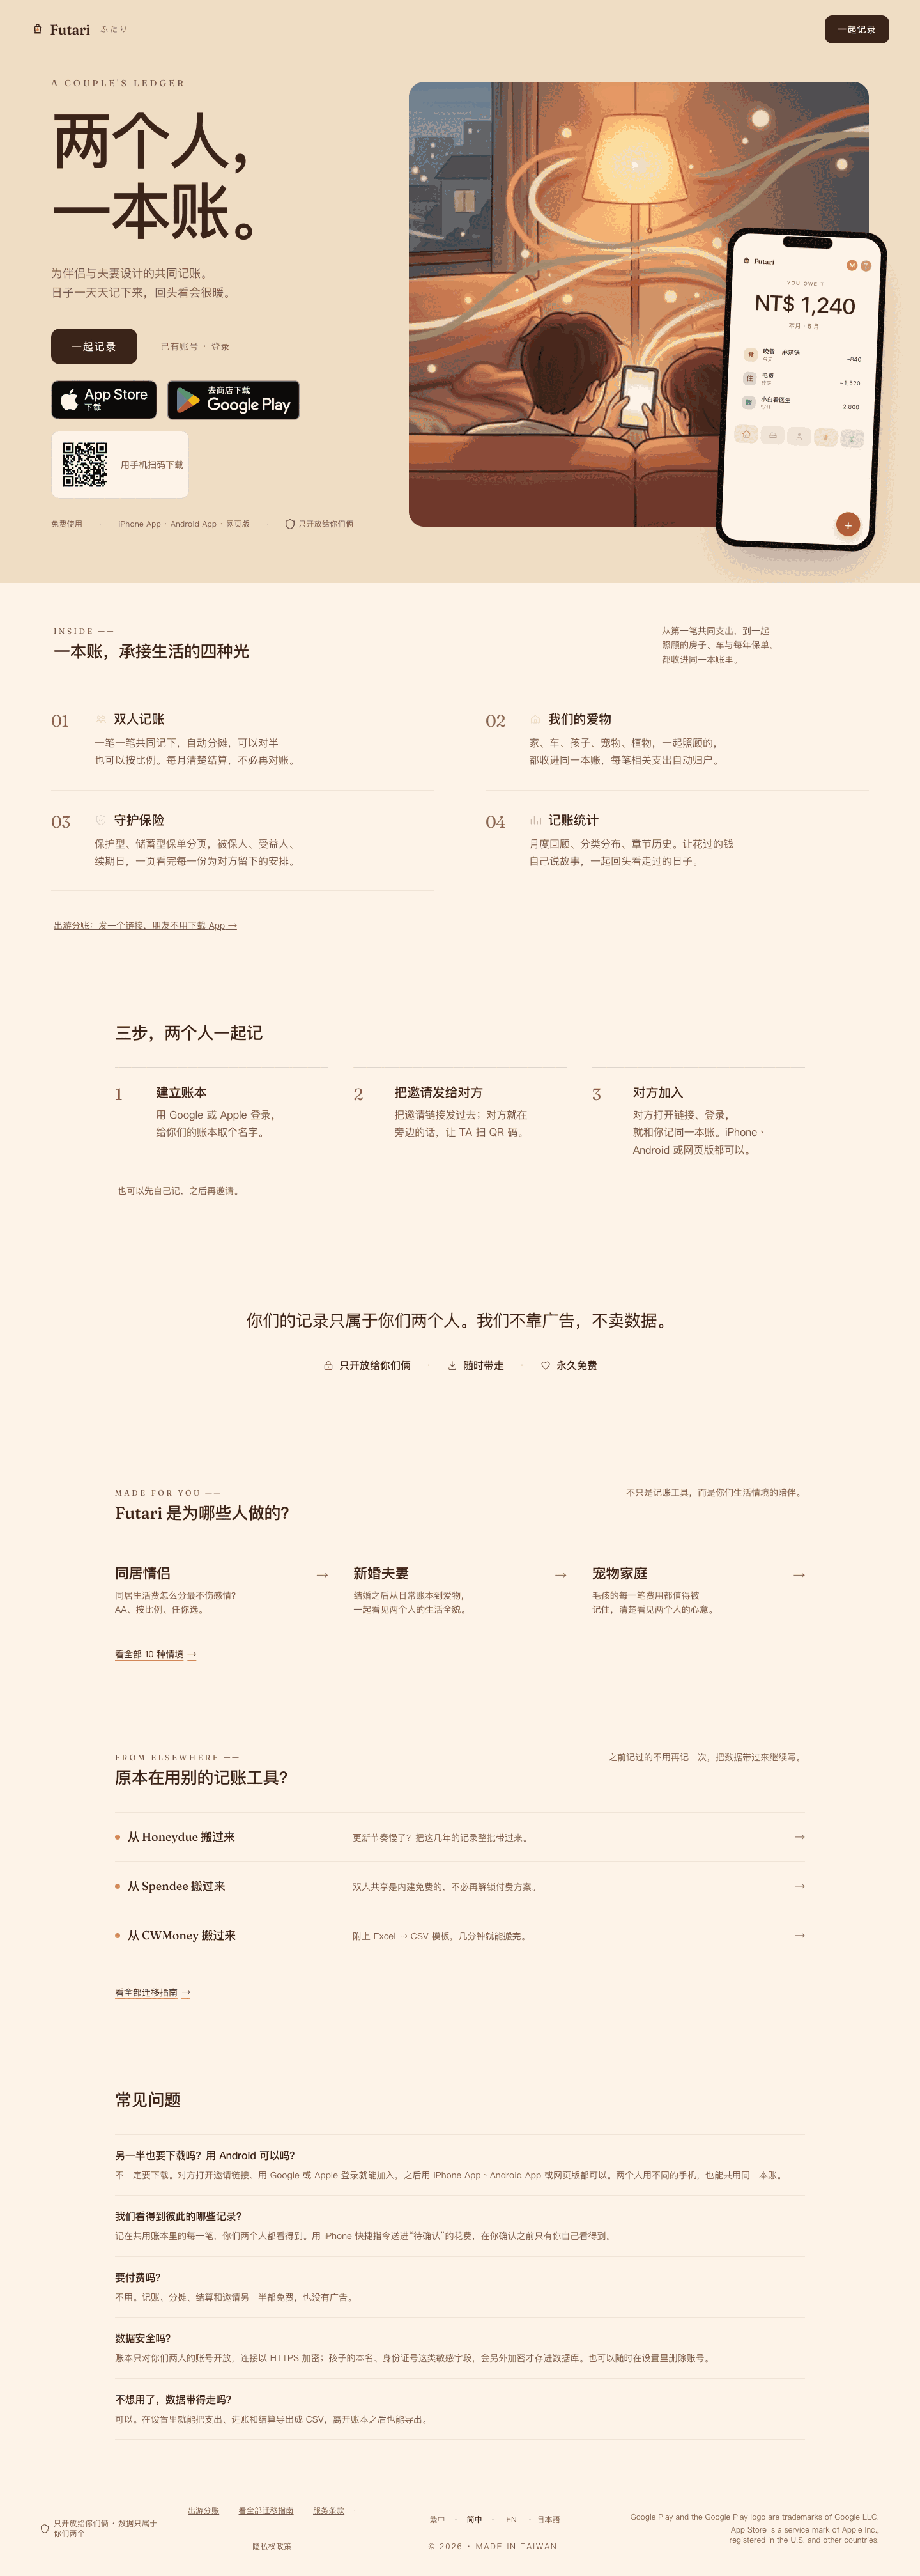 Futari ふたり
一起记录
A COUPLE'S LEDGER
两个人，
一本账。
为伴侣与夫妻设计的共同记账。
日子一天天记下来，回头看会很暖。
一起记录
已有账号 · 登录
App Store
下载
去商店下载
Google Play
用手机扫码下载
免费使用 · iPhone App · Android App · 网页版 · 只开放给你们俩
Futari
M T
YOU OWE T
NT$ 1,240
本月 · 5 月
食 晚餐 · 麻辣锅 −840
今天
住 电费 −1,520
昨天
小白看医生 −2,800
5/11
+
INSIDE ——
一本账，承接生活的四种光
从第一笔共同支出，到一起
照顾的房子、车与每年保单，
都收进同一本账里。
01 双人记账
一笔一笔共同记下，自动分摊，可以对半
也可以按比例。每月清楚结算，不必再对账。
02 我们的爱物
家、车、孩子、宠物、植物，一起照顾的，
都收进同一本账，每笔相关支出自动归户。
03 守护保险
保护型、储蓄型保单分页，被保人、受益人、
续期日，一页看完每一份为对方留下的安排。
04 记账统计
月度回顾、分类分布、章节历史。让花过的钱
自己说故事，一起回头看走过的日子。
出游分账：发一个链接，朋友不用下载 App →
三步，两个人一起记
1 建立账本
用 Google 或 Apple 登录，
给你们的账本取个名字。
2 把邀请发给对方
把邀请链接发过去；对方就在
旁边的话，让 TA 扫 QR 码。
3 对方加入
对方打开链接、登录，
就和你记同一本账。iPhone、
Android 或网页版都可以。
也可以先自己记，之后再邀请。
你们的记录只属于你们两个人。我们不靠广告，不卖数据。
只开放给你们俩 · 随时带走 · 永久免费
MADE FOR YOU ——
Futari 是为哪些人做的？
不只是记账工具，而是你们生活情境的陪伴。
同居情侣 →
同居生活费怎么分最不伤感情？
AA、按比例、任你选。
新婚夫妻 →
结婚之后从日常账本到爱物，
一起看见两个人的生活全貌。
宠物家庭 →
毛孩的每一笔费用都值得被
记住，清楚看见两个人的心意。
看全部 10 种情境 →
FROM ELSEWHERE ——
原本在用别的记账工具？
之前记过的不用再记一次，把数据带过来继续写。
从 Honeydue 搬过来 更新节奏慢了？把这几年的记录整批带过来。 →
从 Spendee 搬过来 双人共享是内建免费的，不必再解锁付费方案。 →
从 CWMoney 搬过来 附上 Excel → CSV 模板，几分钟就能搬完。 →
看全部迁移指南 →
常见问题
另一半也要下载吗？用 Android 可以吗？
不一定要下载。对方打开邀请链接、用 Google 或 Apple 登录就能加入，之后用 iPhone App、Android App 或网页版都可以。两个人用不同的手机，也能共用同一本账。
我们看得到彼此的哪些记录？
记在共用账本里的每一笔，你们两个人都看得到。用 iPhone 快捷指令送进“待确认”的花费，在你确认之前只有你自己看得到。
要付费吗？
不用。记账、分摊、结算和邀请另一半都免费，也没有广告。
数据安全吗？
账本只对你们两人的账号开放，连接以 HTTPS 加密；孩子的本名、身份证号这类敏感字段，会另外加密才存进数据库。也可以随时在设置里删除账号。
不想用了，数据带得走吗？
可以。在设置里就能把支出、进账和结算导出成 CSV，离开账本之后也能导出。
只开放给你们俩 · 数据只属于
你们两个
出游分账 看全部迁移指南 服务条款
隐私权政策
繁中 · 简中 · EN · 日本語
© 2026 · MADE IN TAIWAN
Google Play and the Google Play logo are trademarks of Google LLC.
App Store is a service mark of Apple Inc.,
registered in the U.S. and other countries.